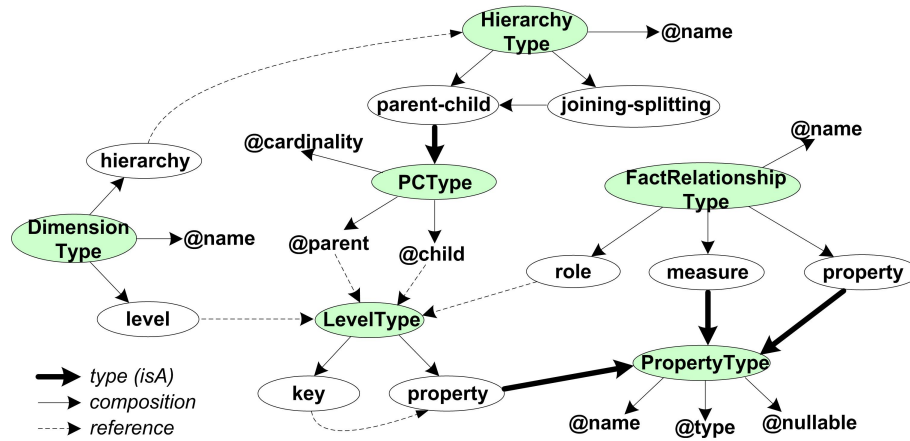 Hierarchy
Type
@name
parent-child
joining-splitting
@cardinality
@name
hierarchy
PCType
FactRelationship
Type
Dimension
Type
@name
@parent
@child
role
measure
property
level
LevelType
PropertyType
type (isA)
composition
reference
key
property
@name
@type
@nullable